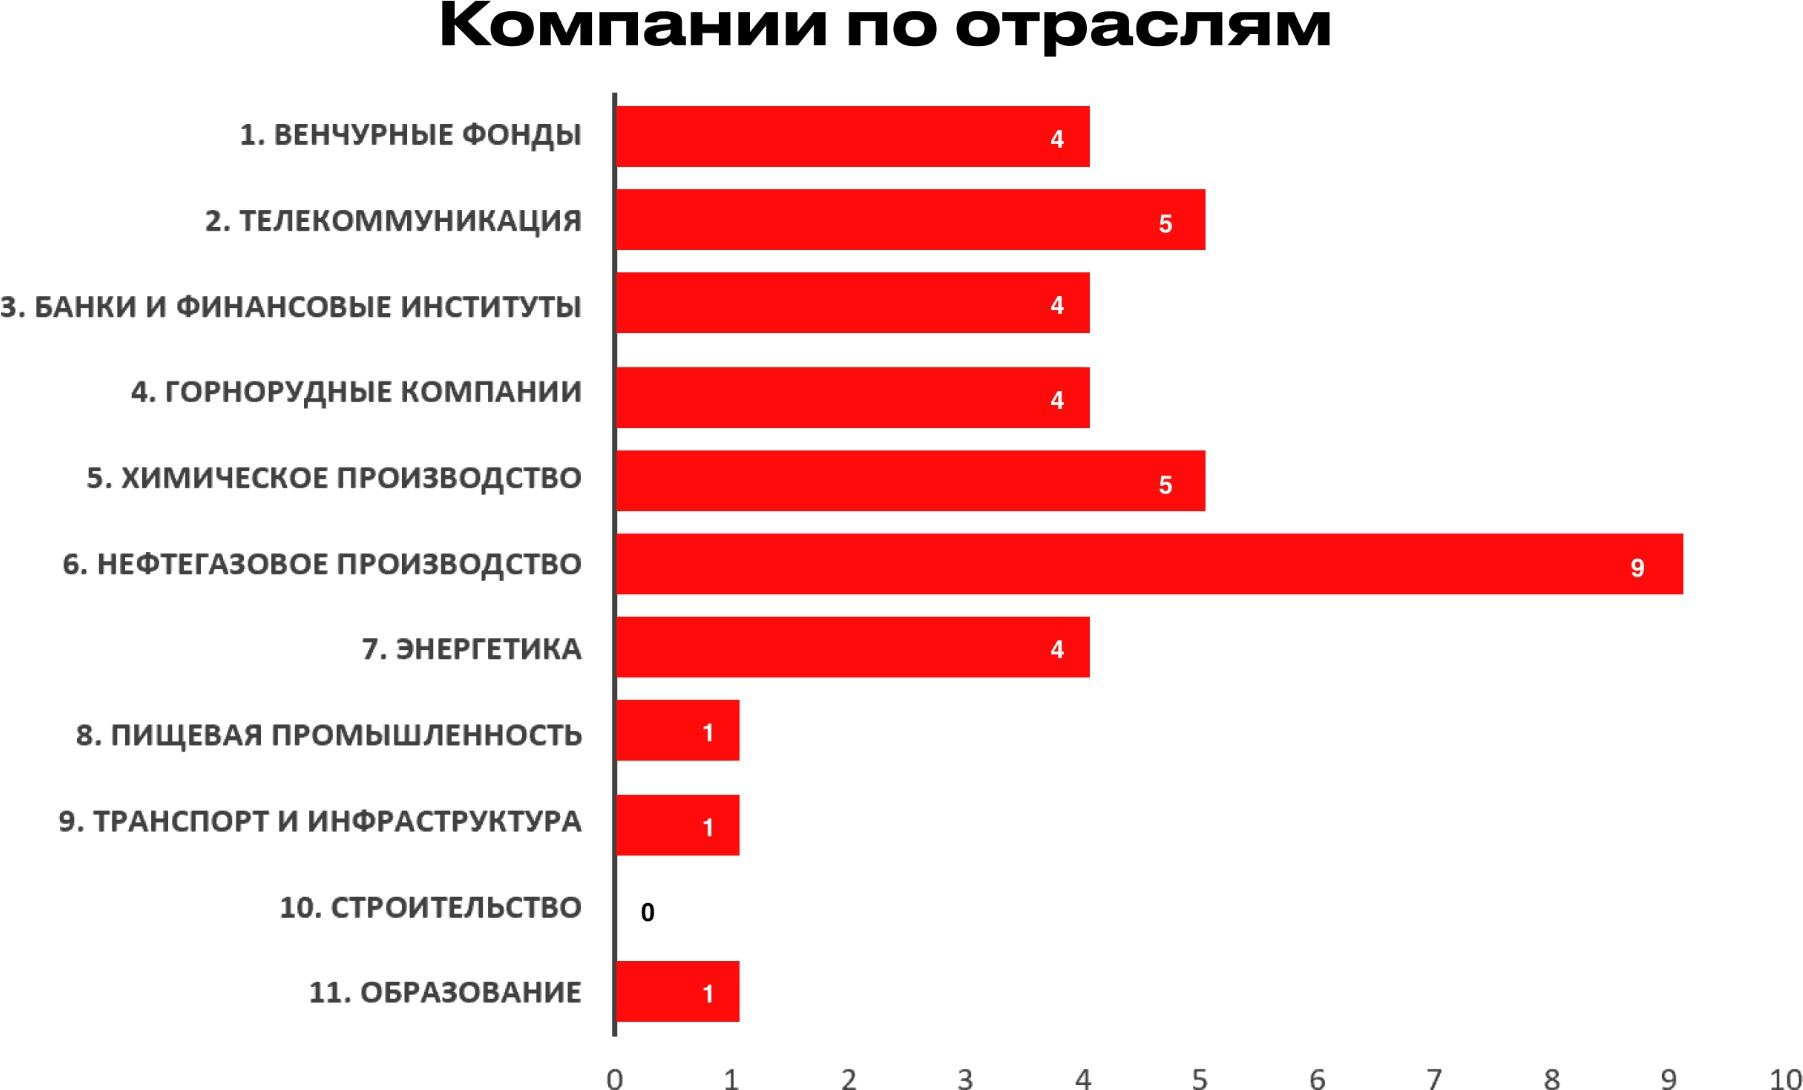 Компании по отраслям
1. ВЕНЧУРНЫЕ ФОНДЫ 4
2. ТЕЛЕКОММУНИКАЦИЯ 5
3. БАНКИ И ФИНАНСОВЫЕ ИНСТИТУТЫ 4
4. ГОРНОРУДНЫЕ КОМПАНИИ 4
5. ХИМИЧЕСКОЕ ПРОИЗВОДСТВО 5
6. НЕФТЕГАЗОВОЕ ПРОИЗВОДСТВО 9
7. ЭНЕРГЕТИКА 4
8. ПИЩЕВАЯ ПРОМЫШЛЕННОСТЬ 1
9. ТРАНСПОРТ И ИНФРАСТРУКТУРА 1
10. СТРОИТЕЛЬСТВО 0
11. ОБРАЗОВАНИЕ 1
0 1 2 3 4 5 6 7 8 9 10